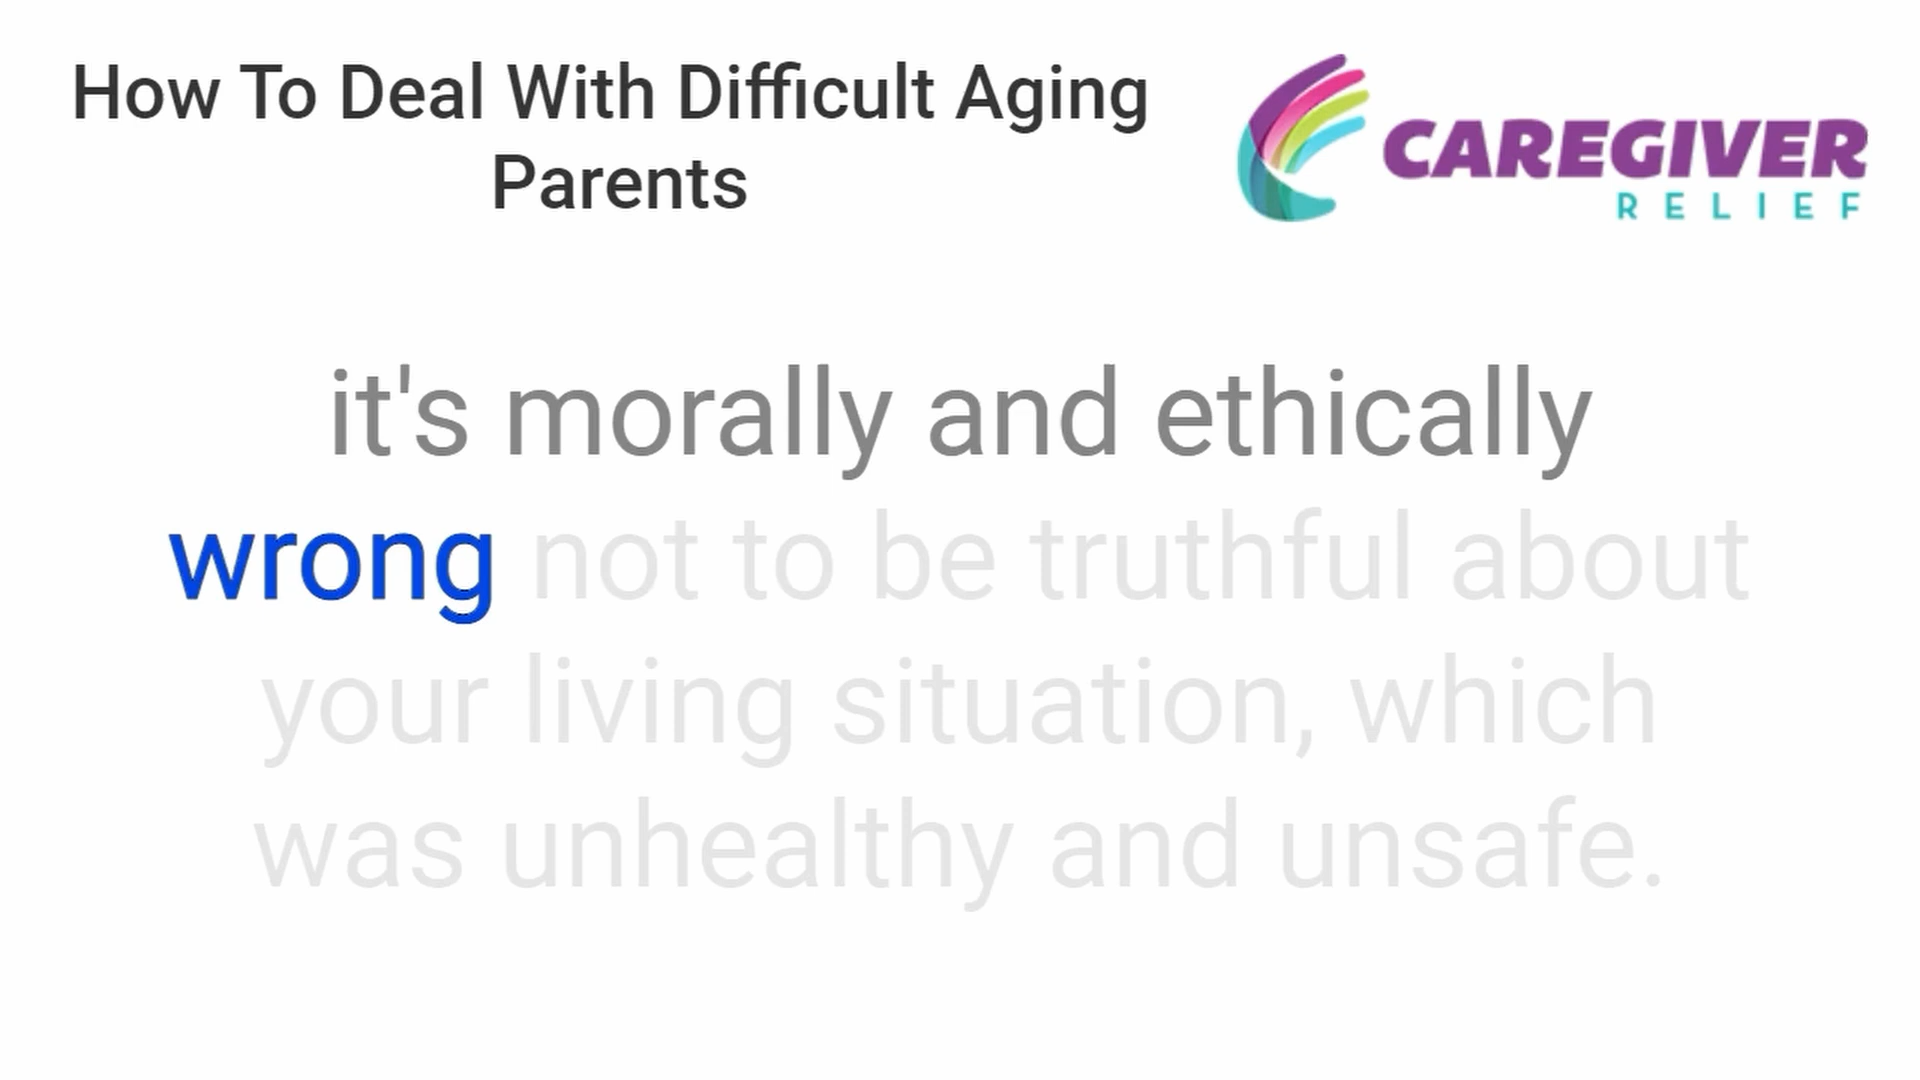 How To Deal With Difficult Aging
Parents
CAREGIVER
RELIEF
it's morally and ethically
wrong not to be truthful about
your living situation, which
was unhealthy and unsafe.